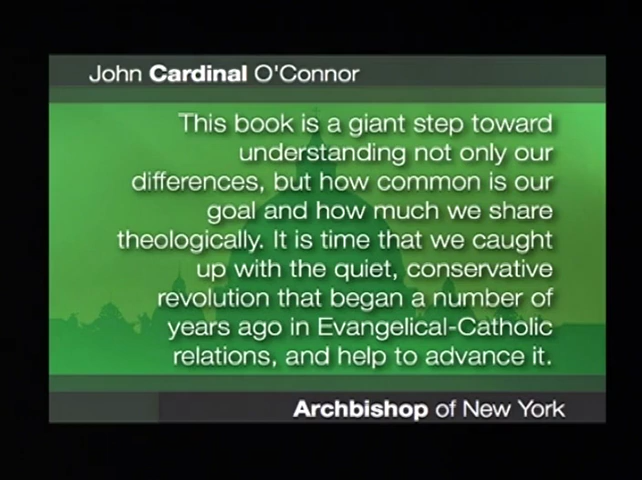 John Cardinal O'Connor
This book is a giant step toward
understanding not only our
differences, but how common is our
goal and how much we share
theologically. It is time that we caught
up with the quiet, conservative
revolution that began a number of
years ago in Evangelical-Catholic
relations, and help to advance it.
Archbishop of New York